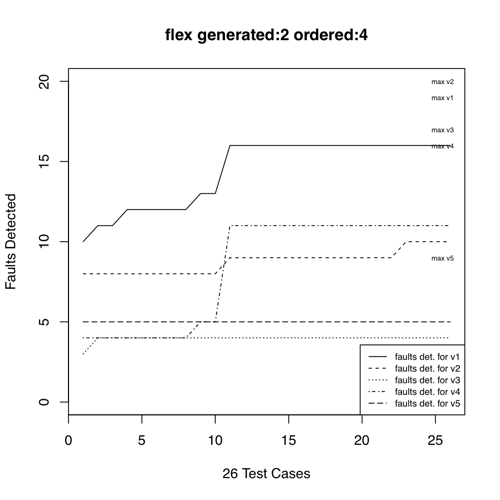 flex generated:2 ordered:4
Faults Detected
20
15
10
5
0
max v2
max v1
max v3
max v4
max v5
faults det. for v1
faults det. for v2
faults det. for v3
faults det. for v4
faults det. for v5
0 5 10 15 20 25
26 Test Cases